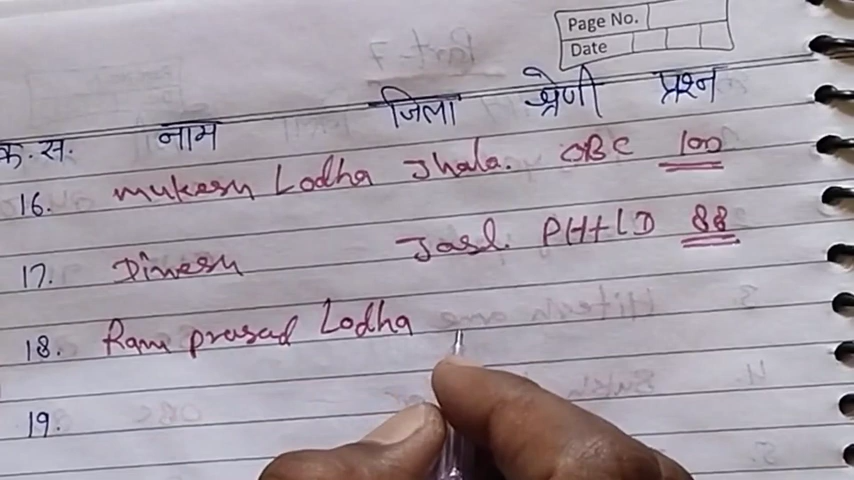 Page No.
Date
क्र.स. नाम जिला श्रेणी प्रश्न
16. Mukesh Lodha Jhala. OBC 100
17. Dinesh Jasl. PH+LD 88
18. Ram prasad Lodha
19.